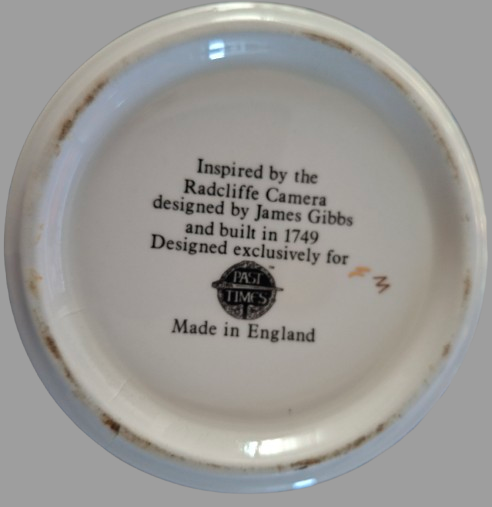 Inspired by the
Radcliffe Camera
designed by James Gibbs
and built in 1749
Designed exclusively for
PAST
TIMES
Made in England